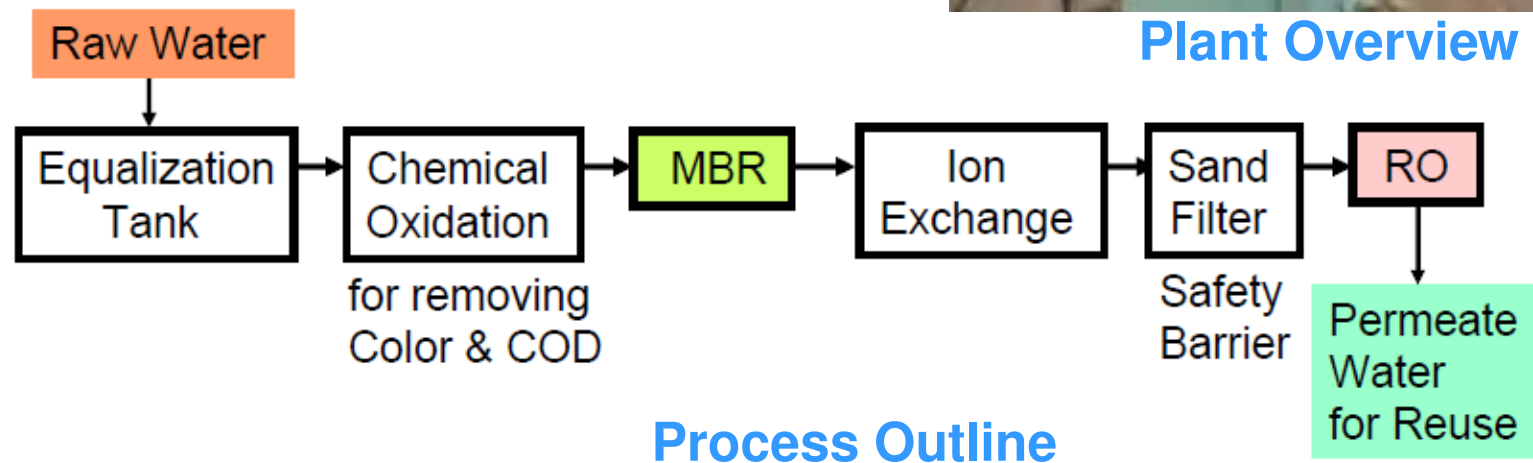 Plant Overview
Raw Water
Equalization
Tank
Chemical
Oxidation
for removing
Color & COD
MBR
Ion
Exchange
Sand
Filter
Safety
Barrier
RO
Permeate
Water
for Reuse
Process Outline